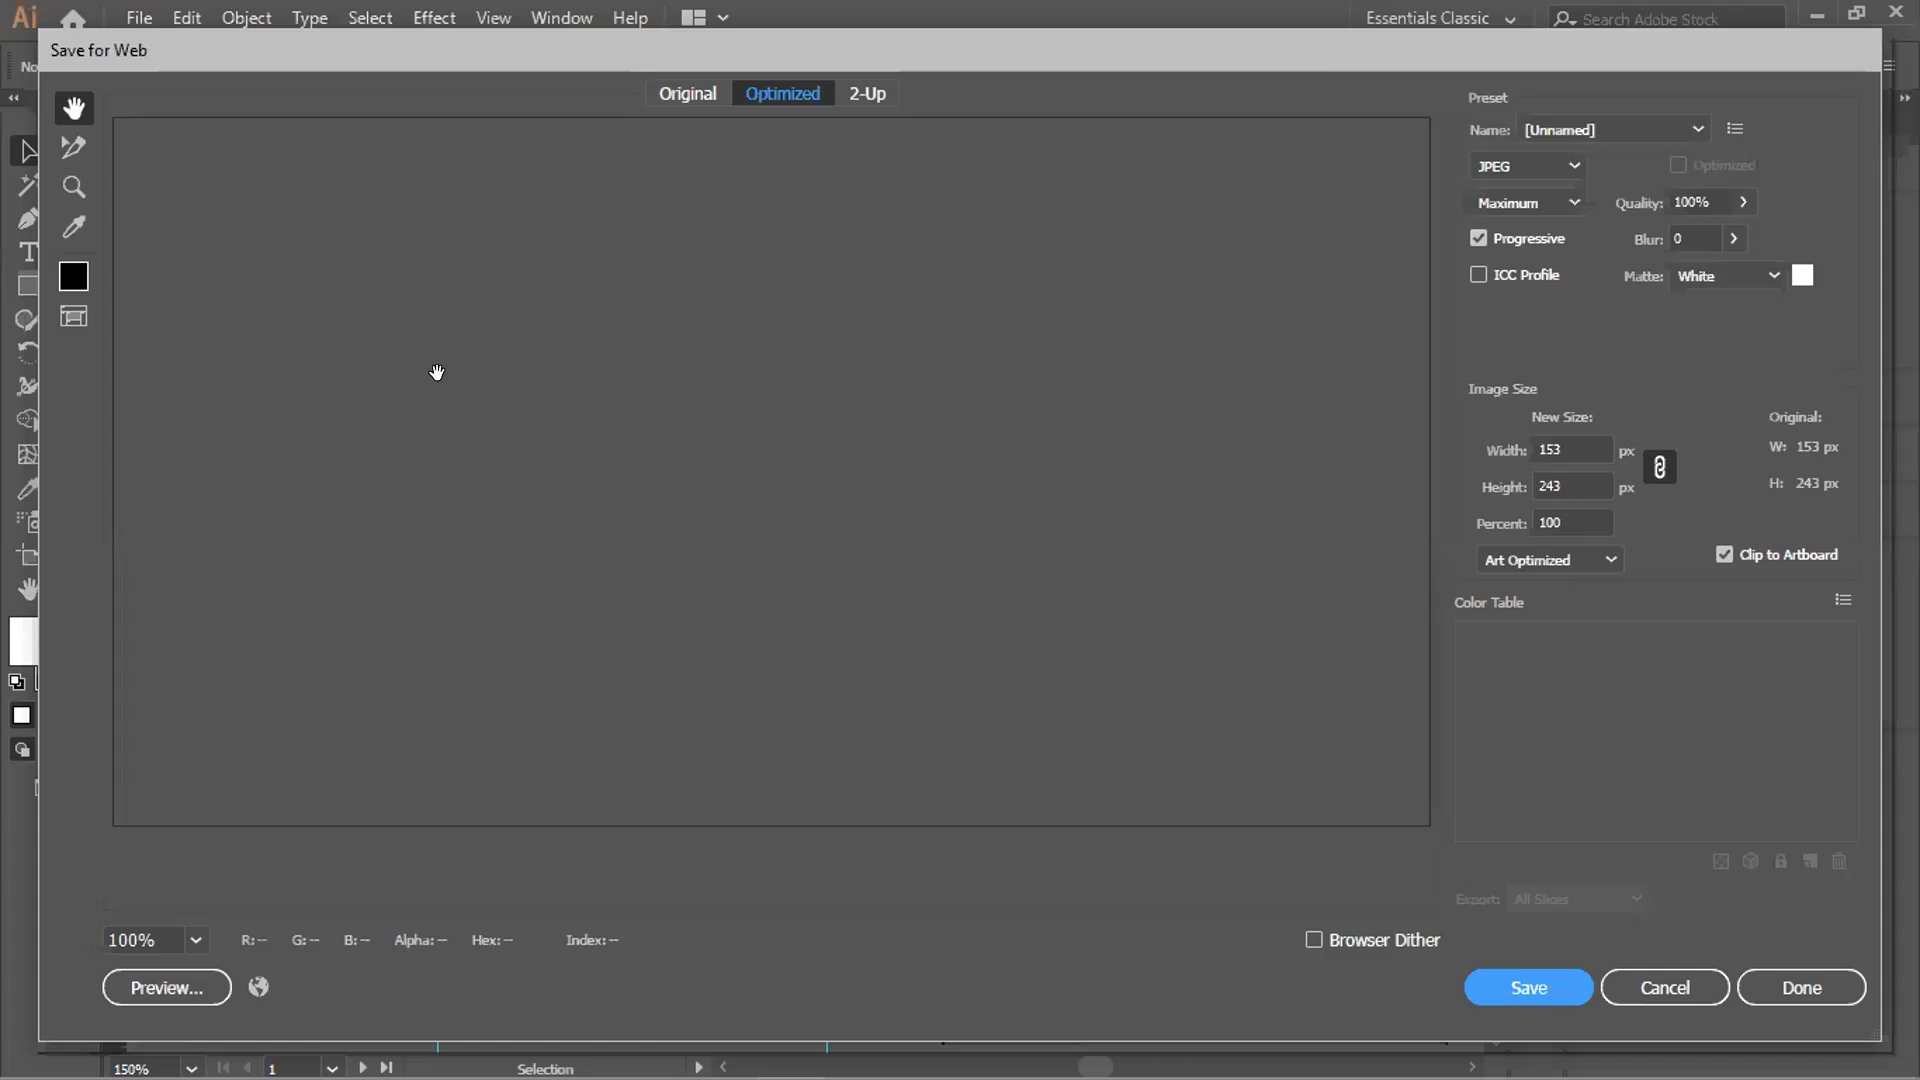 Ai File Edit Object Type Select Effect View Window Help Essentials Classic Search Adobe Stock
Save for Web
No
Original Optimized 2-Up
Preset
Name: [Unnamed]
JPEG Optimized
Maximum Quality: 100%
Progressive Blur: 0
ICC Profile Matte: White
Image Size
New Size: Original:
Width: 153 px W: 153 px
Height: 243 px H: 243 px
Percent: 100
Art Optimized Clip to Artboard
Color Table
Export: All Slices
100% R: -- G: -- B: -- Alpha: -- Hex: -- Index: -- Browser Dither
Preview... Save Cancel Done
150% 1 Selection